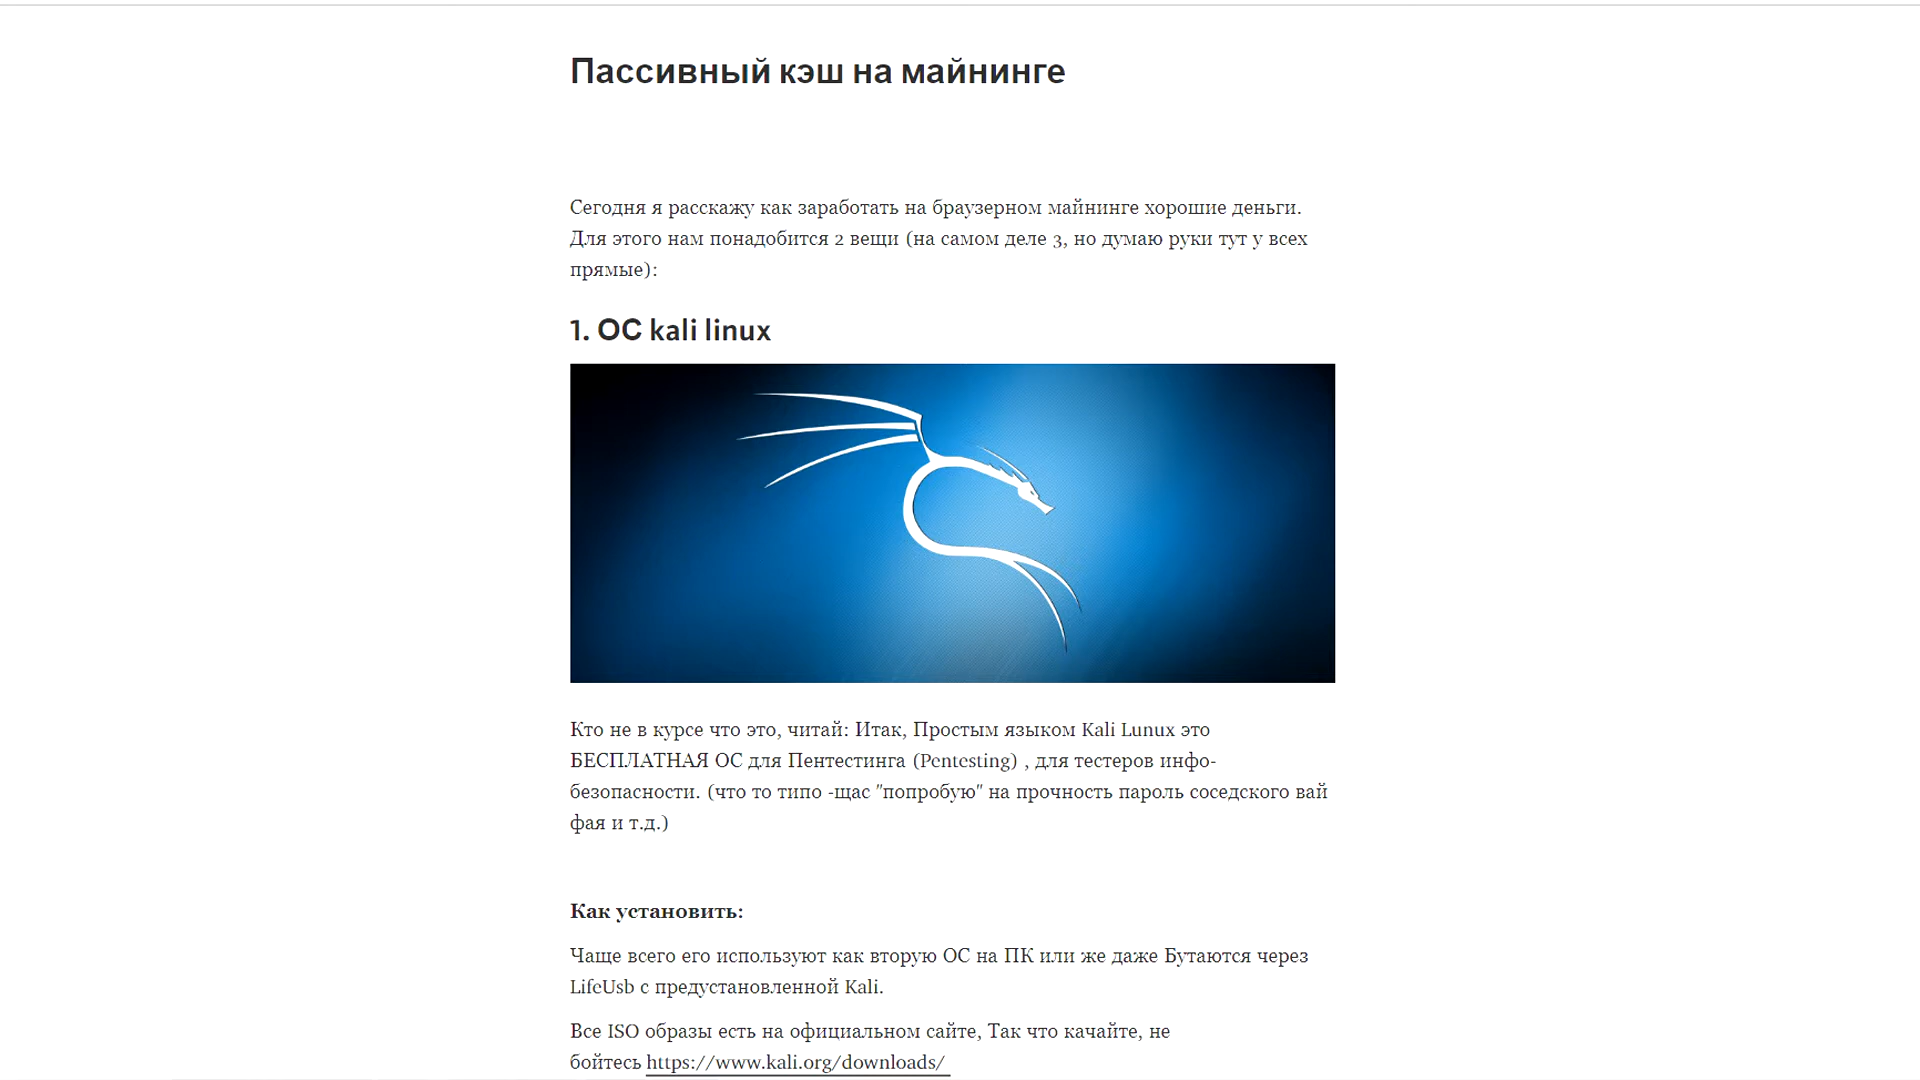 Пассивный кэш на майнинге
Сегодня я расскажу как заработать на браузерном майнинге хорошие деньги.
Для этого нам понадобится 2 вещи (на самом деле 3, но думаю руки тут у всех
прямые):
1. ОС kali linux
Кто не в курсе что это, читай: Итак, Простым языком Kali Lunux это
БЕСПЛАТНАЯ ОС для Пентестинга (Pentesting) , для тестеров инфо-
безопасности. (что то типо -щас "попробую" на прочность пароль соседского вай
фая и т.д.)
Как установить:
Чаще всего его используют как вторую ОС на ПК или же даже Бутаются через
LifeUsb с предустановленной Kali.
Все ISO образы есть на официальном сайте, Так что качайте, не
бойтесь https://www.kali.org/downloads/